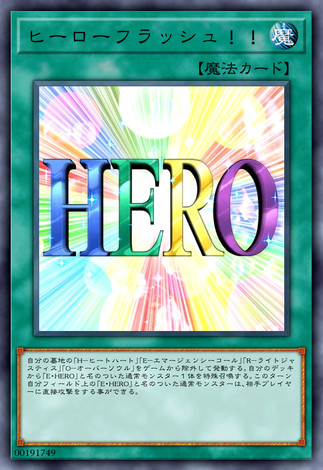 ヒーローフラッシュ！！
魔
【魔法カード】
HERO
自分の墓地の「H－ヒートハート」「E－エマージェンシーコール」「R－ライトジャ
スティス」「O－オーバーソウル」をゲームから除外して発動する。自分のデッキ
から「E・HERO」と名のついた通常モンスター１体を特殊召喚する。このターン
自分フィールド上の「E・HERO」と名のついた通常モンスターは、相手プレイヤ
ーに直接攻撃をする事ができる。
00191749